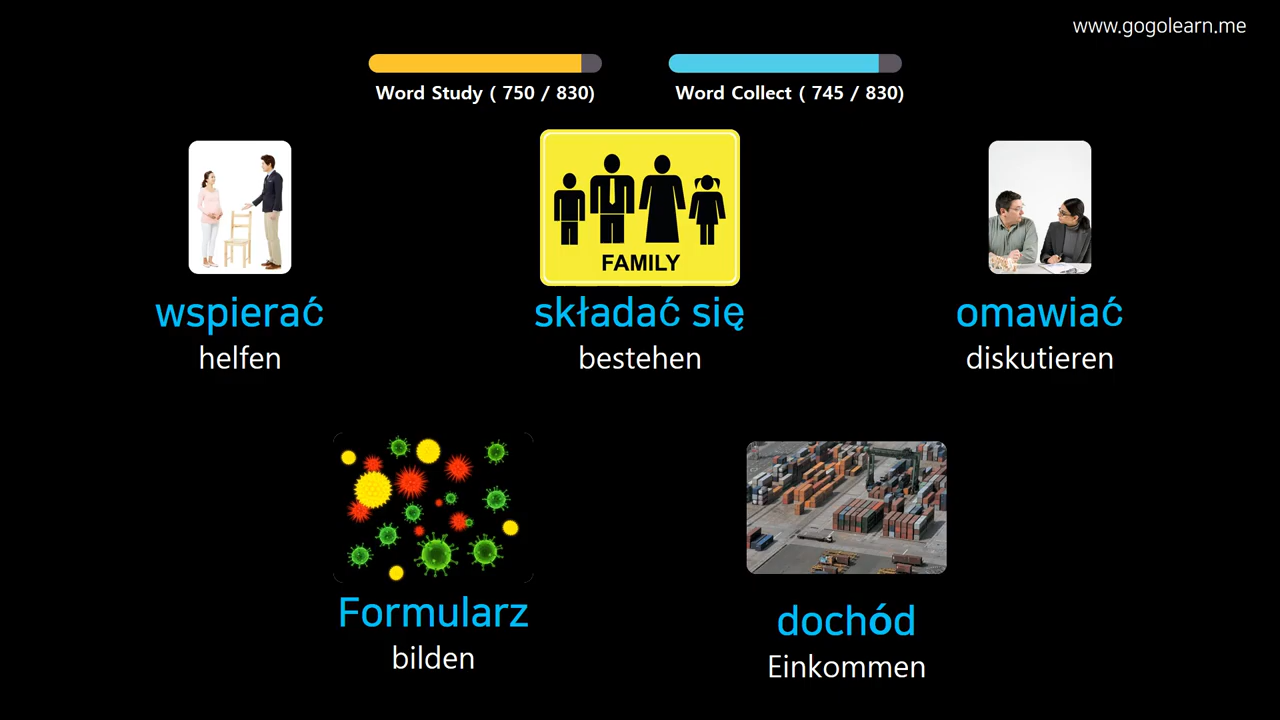 www.gogolearn.me
Word Study ( 750 / 830)
Word Collect ( 745 / 830)
FAMILY
wspierać
helfen
składać się
bestehen
omawiać
diskutieren
Formularz
bilden
dochód
Einkommen